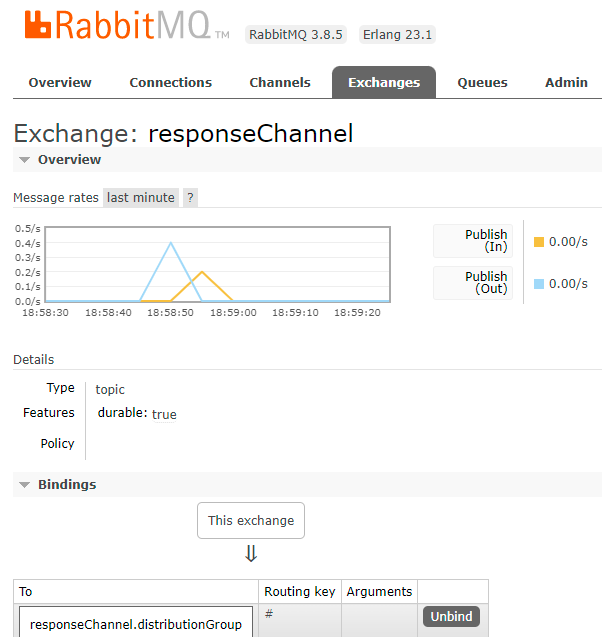 RabbitMQ TM RabbitMQ 3.8.5 Erlang 23.1
Overview Connections Channels Exchanges Queues Admin
Exchange: responseChannel
Overview
Message rates last minute ?
0.5/s
0.4/s
0.3/s
0.2/s
0.1/s
0.0/s
18:58:30 18:58:40 18:58:50 18:59:00 18:59:10 18:59:20
Publish
(In)
0.00/s
Publish
(Out)
0.00/s
Details
Type topic
Features durable: true
Policy
Bindings
This exchange
⇓
To Routing key Arguments
responseChannel.distributionGroup # Unbind